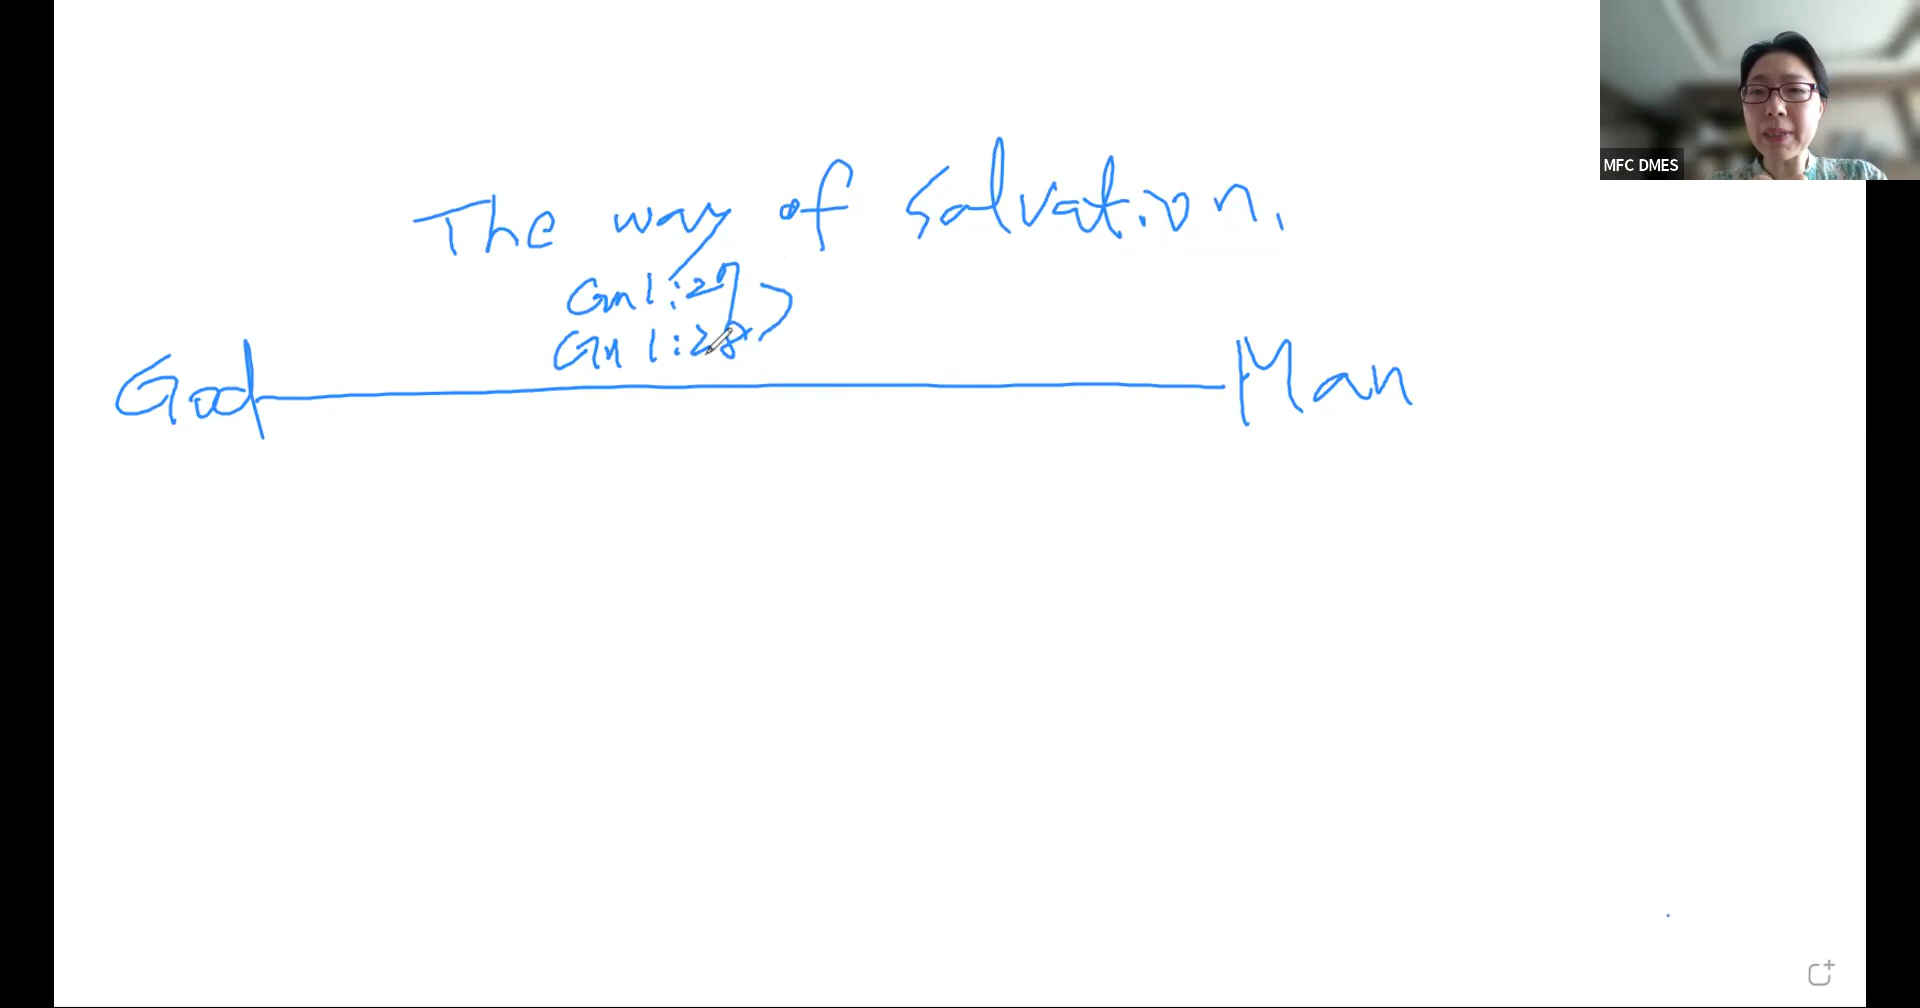 The way of Salvation.
Gn 1:27
Gn 1:28
God Man
MFC DMES